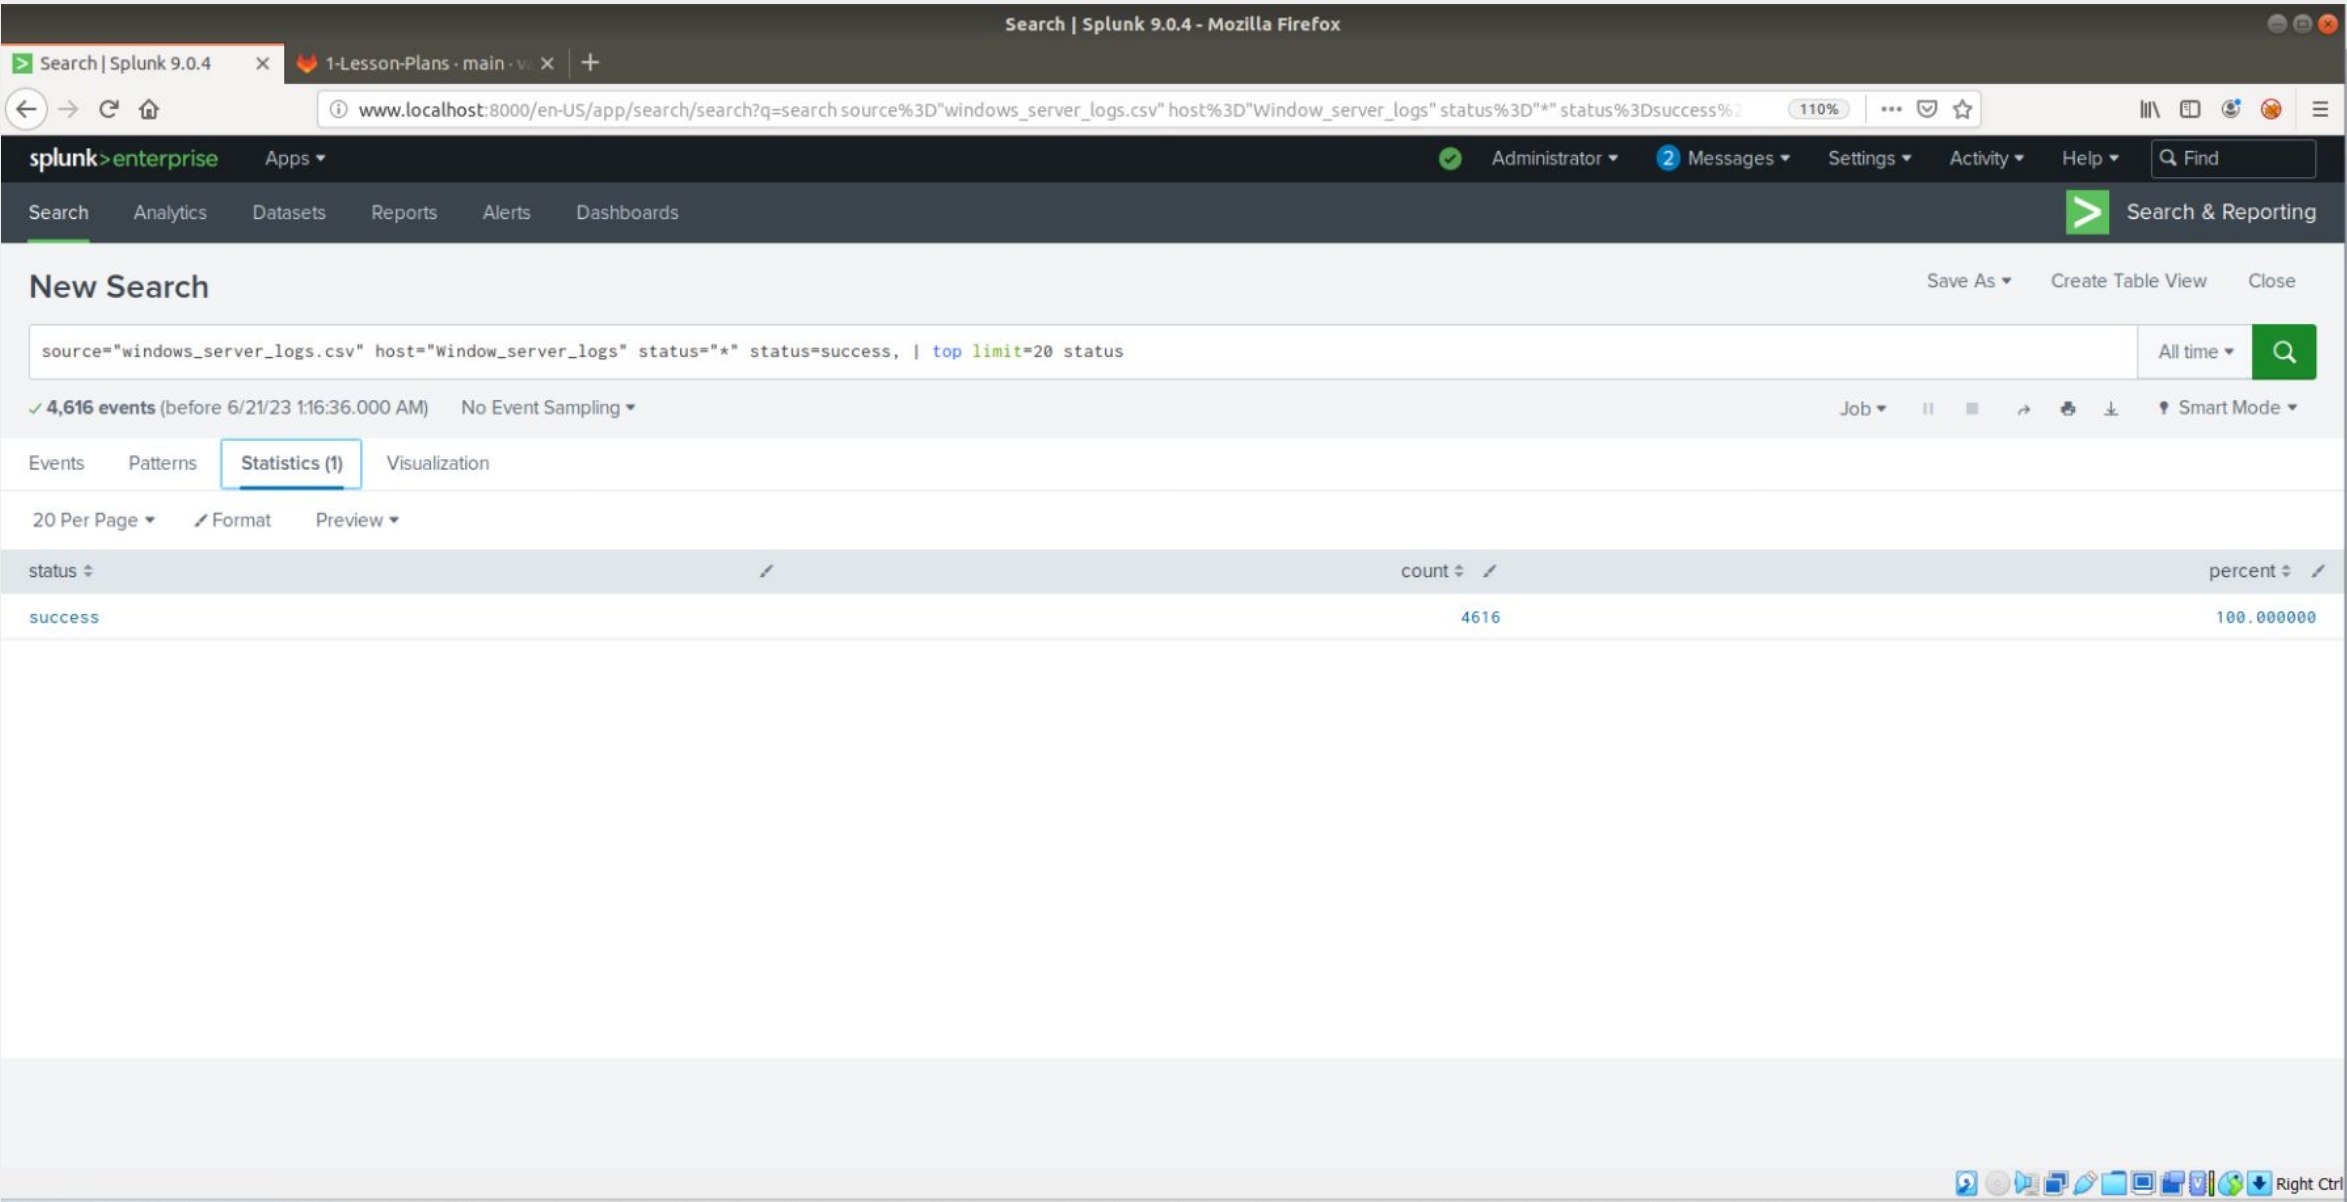 Search | Splunk 9.0.4 - Mozilla Firefox
Search | Splunk 9.0.4
1-Lesson-Plans · main · va
www.localhost:8000/en-US/app/search/search?q=search source%3D"windows_server_logs.csv" host%3D"Window_server_logs" status%3D"*" status%3Dsuccess%2
110%
splunk>enterprise Apps
Administrator 2 Messages Settings Activity Help Find
Search Analytics Datasets Reports Alerts Dashboards
Search & Reporting
New Search
Save As Create Table View Close
source="windows_server_logs.csv" host="Window_server_logs" status="*" status=success, | top limit=20 status
All time
4,616 events (before 6/21/23 1:16:36.000 AM) No Event Sampling
Job Smart Mode
Events Patterns Statistics (1) Visualization
20 Per Page Format Preview
status count percent
success 4616 100.000000
Right Ctrl